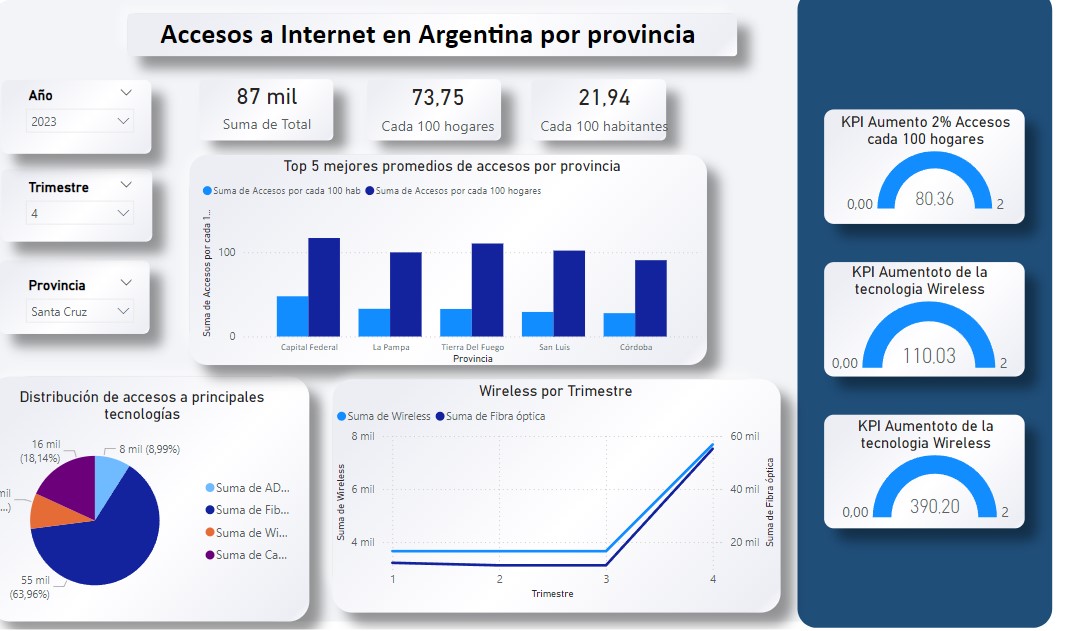 Accesos a Internet en Argentina por provincia
Año
2023
Trimestre
4
Provincia
Santa Cruz
87 mil
Suma de Total
73,75
Cada 100 hogares
21,94
Cada 100 habitantes
Top 5 mejores promedios de accesos por provincia
Suma de Accesos por cada 100 hab
Suma de Accesos por cada 100 hogares
Suma de Accesos por cada 1...
100
0
Capital Federal
La Pampa
Tierra Del Fuego
San Luis
Córdoba
Provincia
Distribución de accesos a principales
tecnologías
16 mil
(18,14%)
8 mil (8,99%)
mil
...)
55 mil
(63,96%)
Suma de AD...
Suma de Fib...
Suma de Wi...
Suma de Ca...
Wireless por Trimestre
Suma de Wireless
Suma de Fibra óptica
Suma de Wireless
8 mil
6 mil
4 mil
60 mil
40 mil
20 mil
Suma de Fibra óptica
1
2
3
4
Trimestre
KPI Aumento 2% Accesos
cada 100 hogares
80.36
0,00
2
KPI Aumentoto de la
tecnologia Wireless
110.03
0,00
2
KPI Aumentoto de la
tecnologia Wireless
390,20
0,00
2